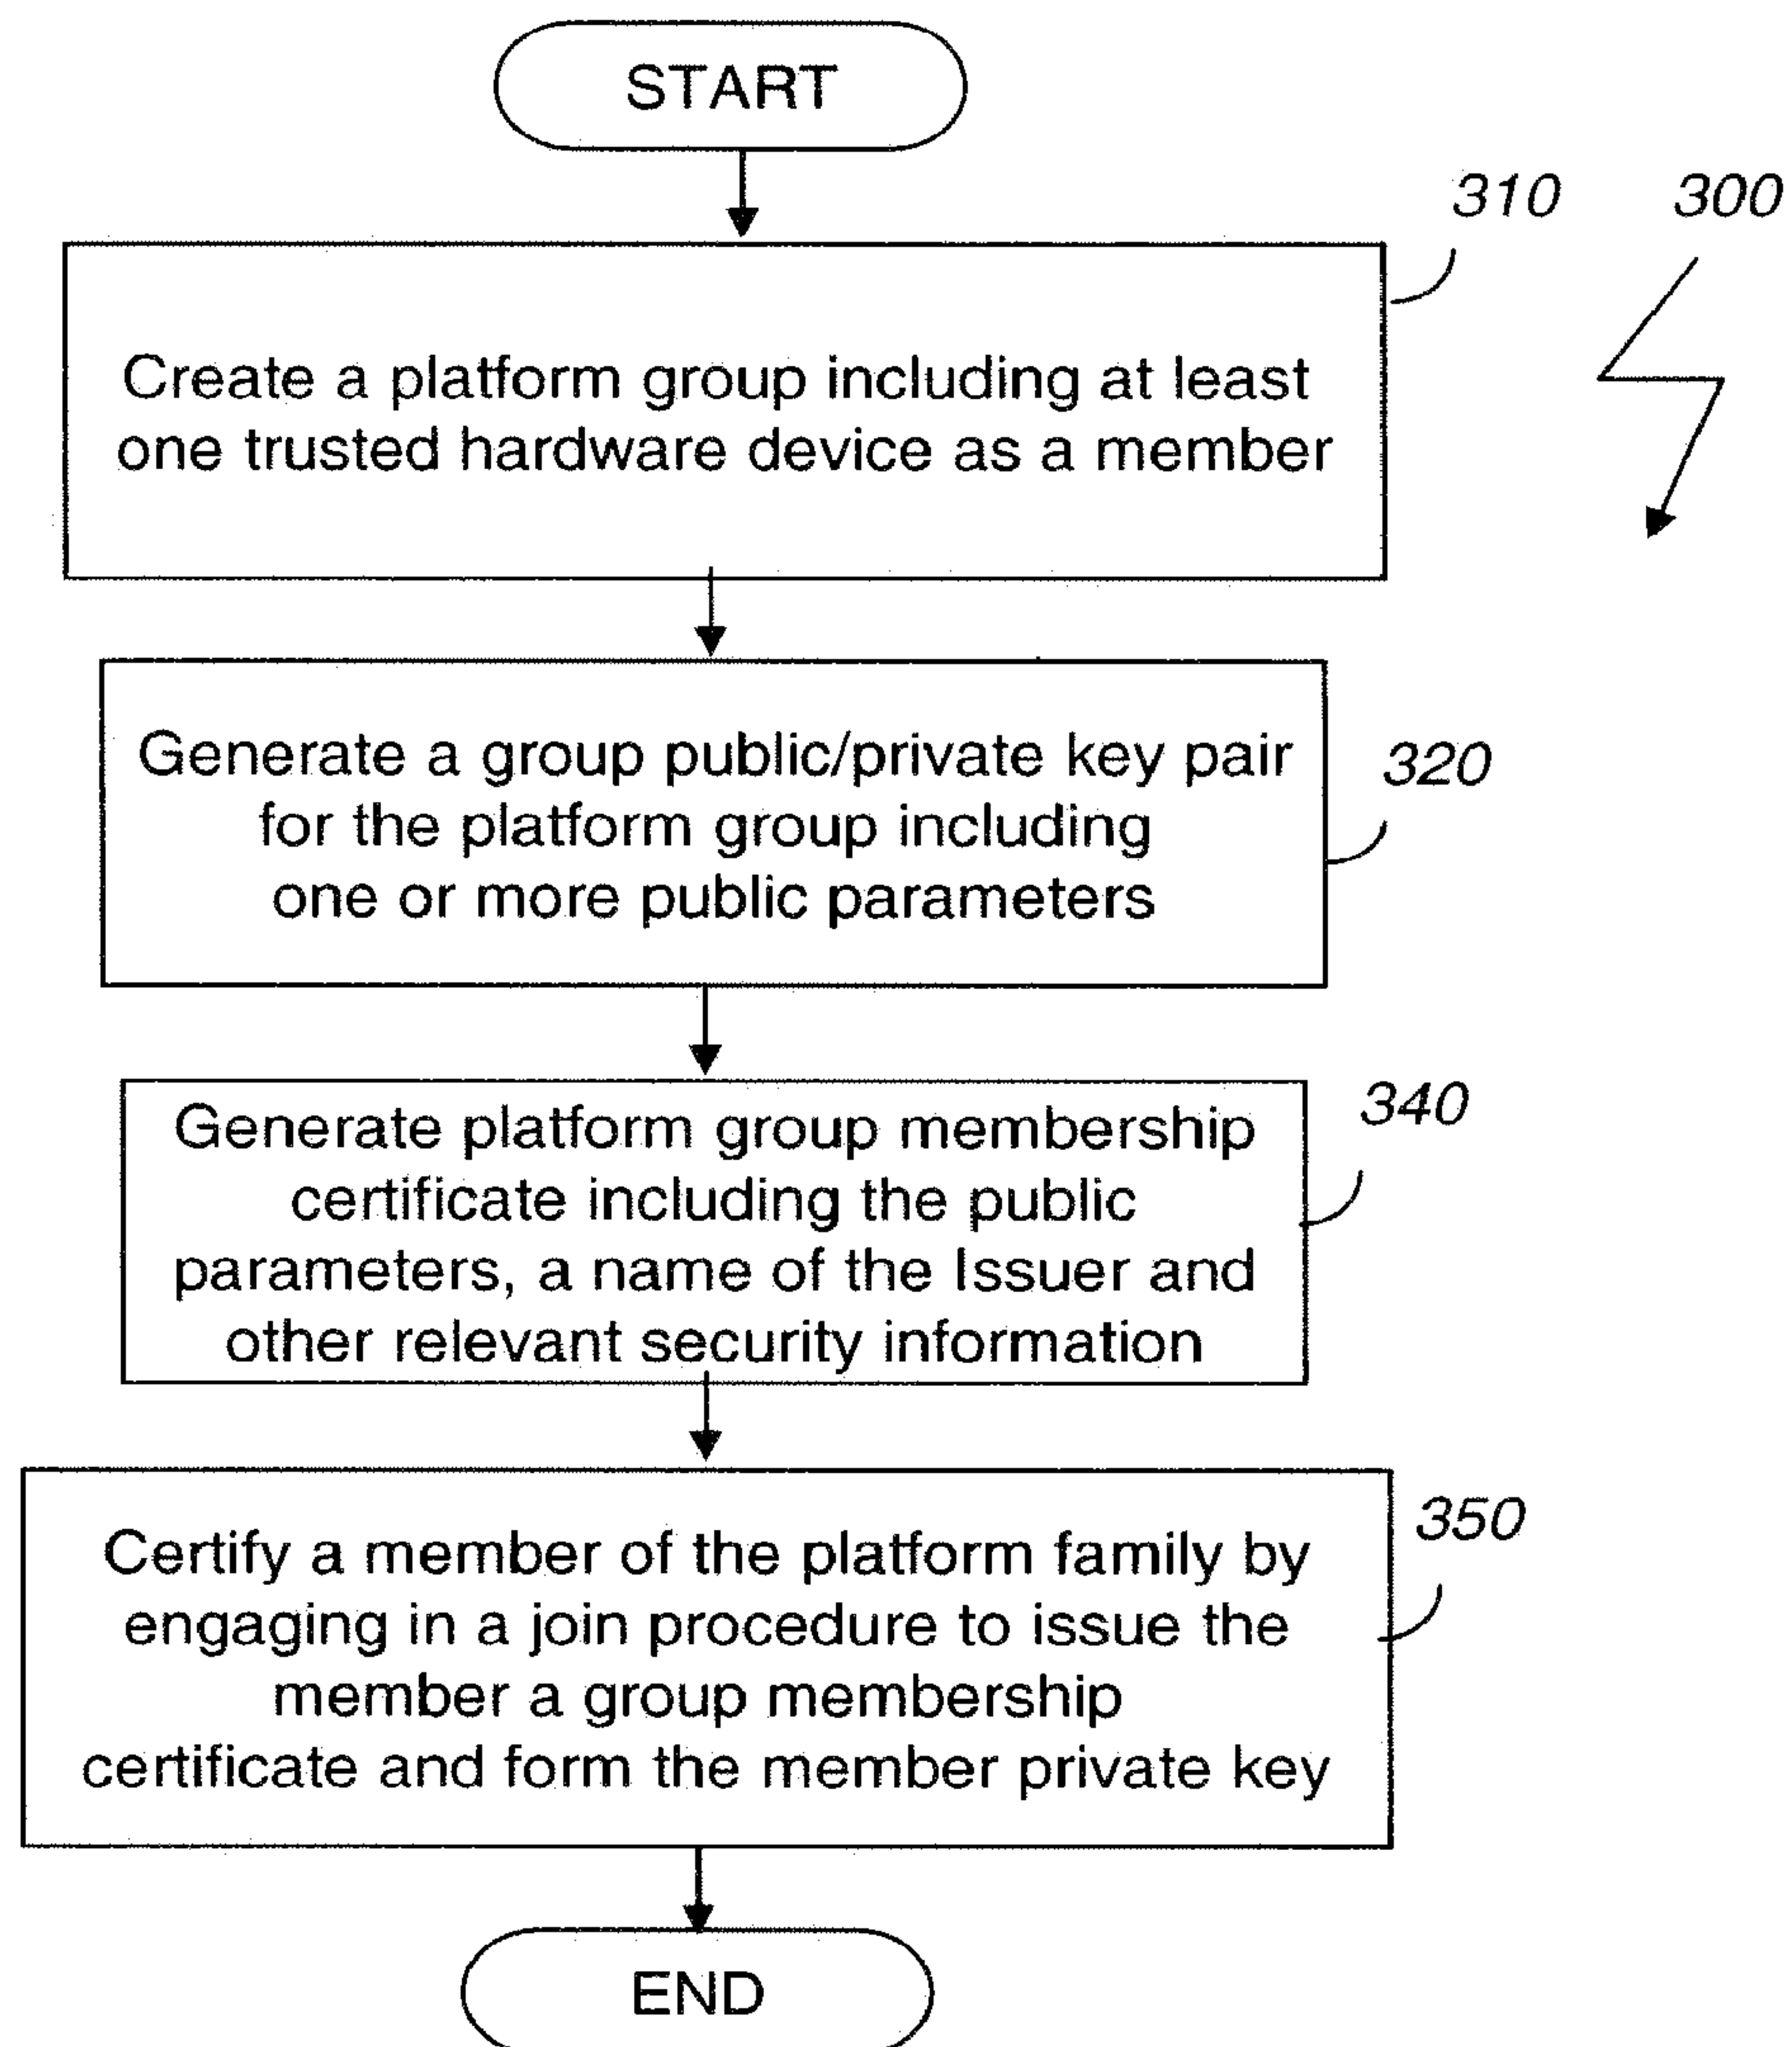 START
310
300
Create a platform group including at least
one trusted hardware device as a member
Generate a group public/private key pair
for the platform group including
one or more public parameters
320
Generate platform group membership
certificate including the public
parameters, a name of the Issuer and
other relevant security information
340
Certify a member of the platform family by
engaging in a join procedure to issue the
member a group membership
certificate and form the member private key
350
END